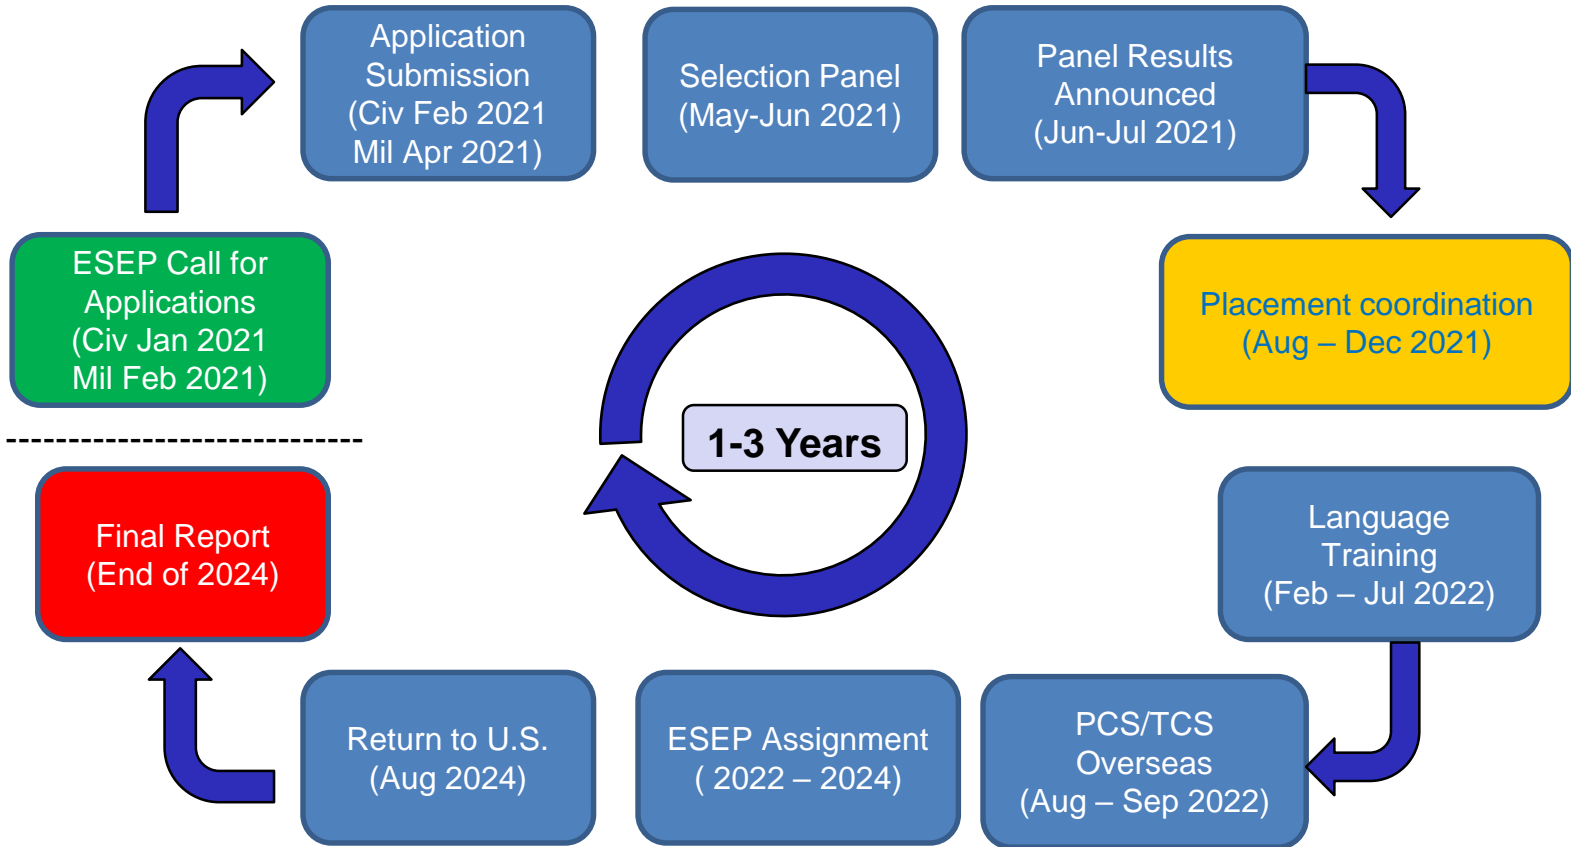 Application
Submission
(Civ Feb 2021
Mil Apr 2021)
Selection Panel
(May-Jun 2021)
Panel Results
Announced
(Jun-Jul 2021)
ESEP Call for
Applications
(Civ Jan 2021
Mil Feb 2021)
Placement coordination
(Aug – Dec 2021)
1-3 Years
Final Report
(End of 2024)
Language
Training
(Feb – Jul 2022)
Return to U.S.
(Aug 2024)
ESEP Assignment
( 2022 – 2024)
PCS/TCS
Overseas
(Aug – Sep 2022)